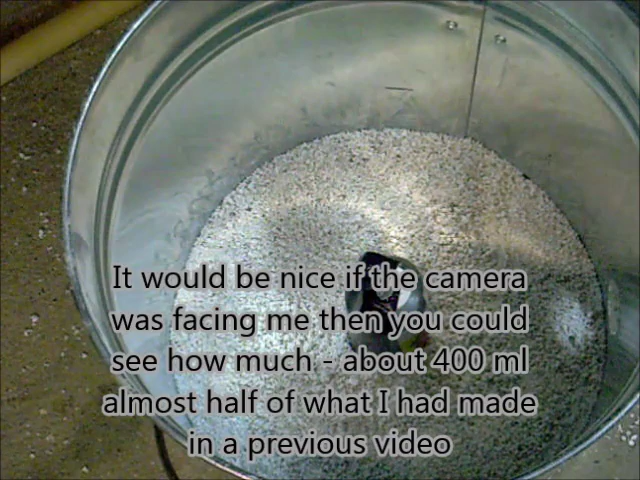 It would be nice if the camera
was facing me then you could
see how much - about 400 ml
almost half of what I had made
in a previous video